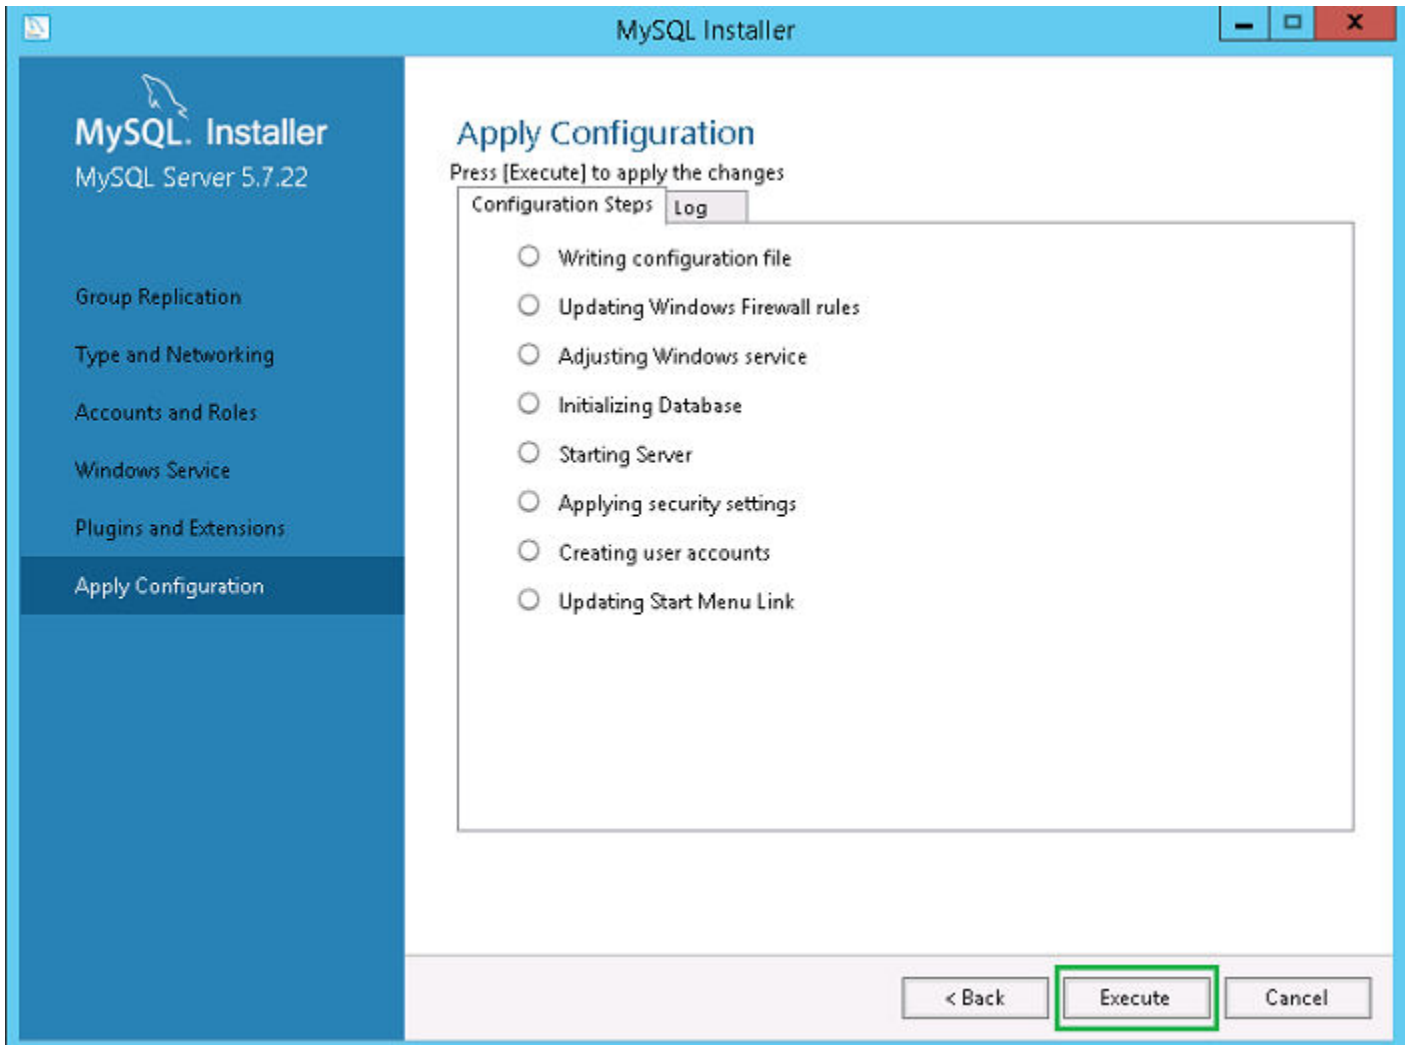 MySQL Installer
MySQL. Installer
MySQL Server 5.7.22
Group Replication
Type and Networking
Accounts and Roles
Windows Service
Plugins and Extensions
Apply Configuration
Apply Configuration
Press [Execute] to apply the changes
Configuration Steps Log
Writing configuration file
Updating Windows Firewall rules
Adjusting Windows service
Initializing Database
Starting Server
Applying security settings
Creating user accounts
Updating Start Menu Link
< Back Execute Cancel